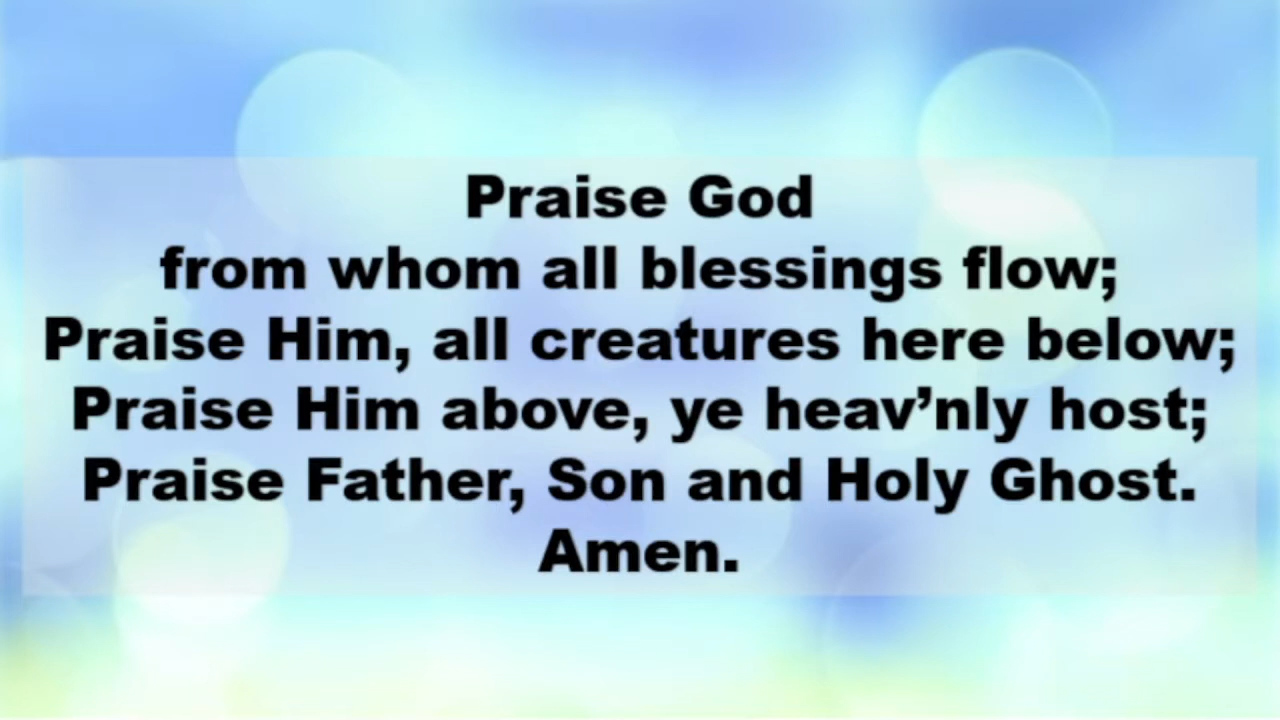 Praise God
from whom all blessings flow;
Praise Him, all creatures here below;
Praise Him above, ye heav’nly host;
Praise Father, Son and Holy Ghost.
Amen.